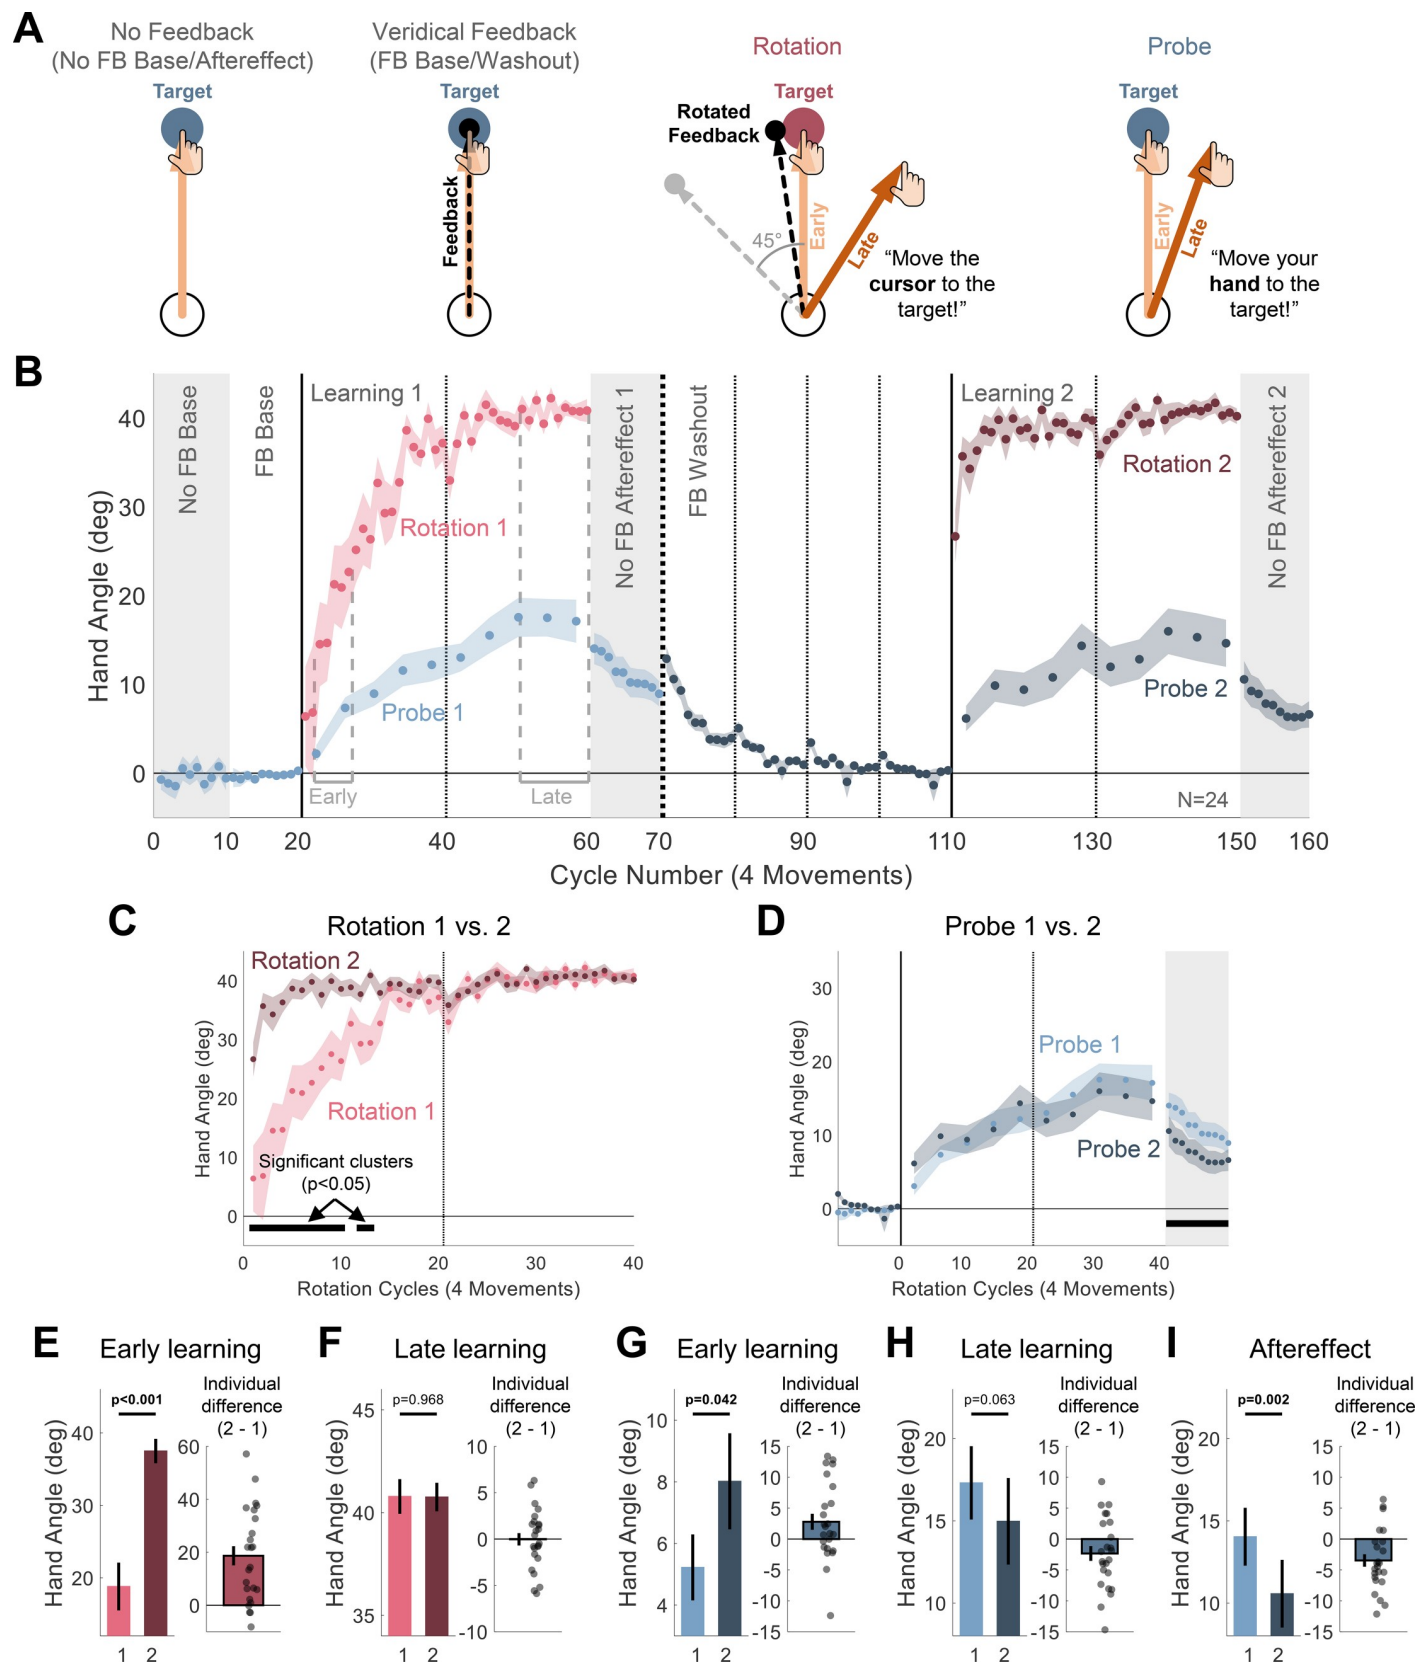 A
No Feedback
(No FB Base/Aftereffect)
Veridical Feedback
(FB Base/Washout)
Rotation
Probe
Target
Target
Target
Target
Rotated
Feedback
Feedback
45°
Early
Late
Early
Late
“Move the
cursor to the
target!”
“Move your
hand to the
target!”
B
Hand Angle (deg)
40
30
20
10
0
No FB Base
FB Base
Learning 1
Rotation 1
Probe 1
Early
Late
No FB Aftereffect 1
FB Washout
Learning 2
Rotation 2
Probe 2
No FB Aftereffect 2
N=24
0 10 20 40 60 70 90 110 130 150 160
Cycle Number (4 Movements)
C
Rotation 1 vs. 2
Hand Angle (deg)
40
30
20
10
0
Rotation 2
Rotation 1
Significant clusters
(p<0.05)
0 10 20 30 40
Rotation Cycles (4 Movements)
D
Probe 1 vs. 2
Hand Angle (deg)
30
20
10
0
Probe 1
Probe 2
0 10 20 30 40
Rotation Cycles (4 Movements)
E
Early learning
p<0.001
Hand Angle (deg)
40
30
20
1 2
Individual
difference
(2 - 1)
60
40
20
0
F
Late learning
p=0.968
Hand Angle (deg)
45
40
35
1 2
Individual
difference
(2 - 1)
10
5
0
-5
-10
G
Early learning
p=0.042
Hand Angle (deg)
10
8
6
4
1 2
Individual
difference
(2 - 1)
15
10
5
0
-5
-10
-15
H
Late learning
p=0.063
Hand Angle (deg)
20
15
10
1 2
Individual
difference
(2 - 1)
15
10
5
0
-5
-10
-15
I
Aftereffect
p=0.002
Hand Angle (deg)
20
15
10
1 2
Individual
difference
(2 - 1)
15
10
5
0
-5
-10
-15